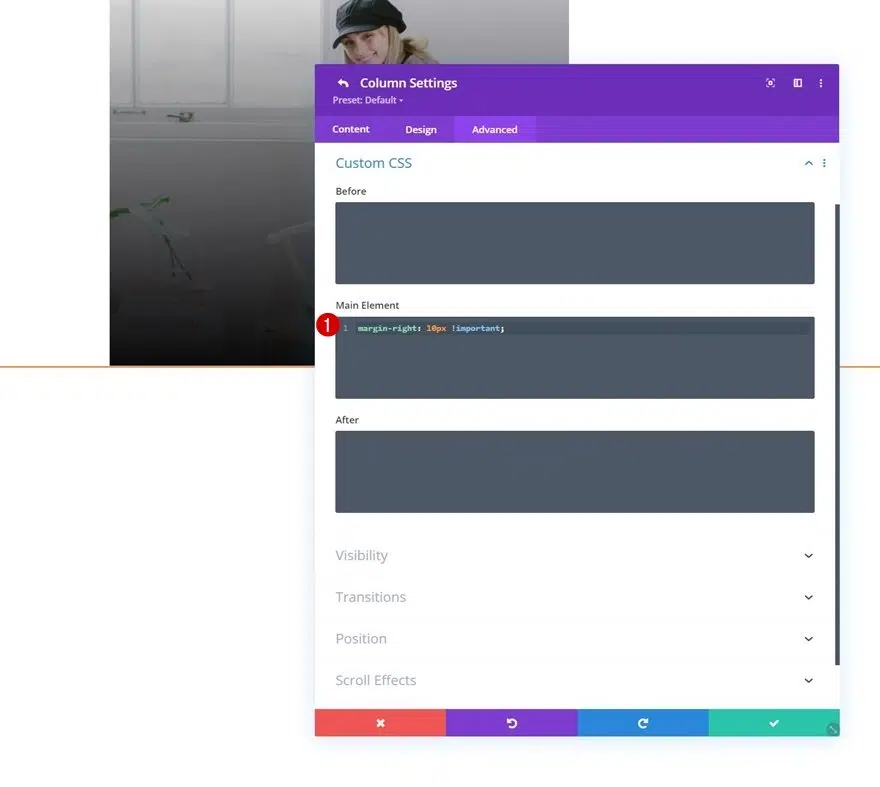 Column Settings
Preset: Default
Content Design Advanced
Custom CSS
Before
Main Element
1
1 margin-right: 10px !important;
After
Visibility
Transitions
Position
Scroll Effects